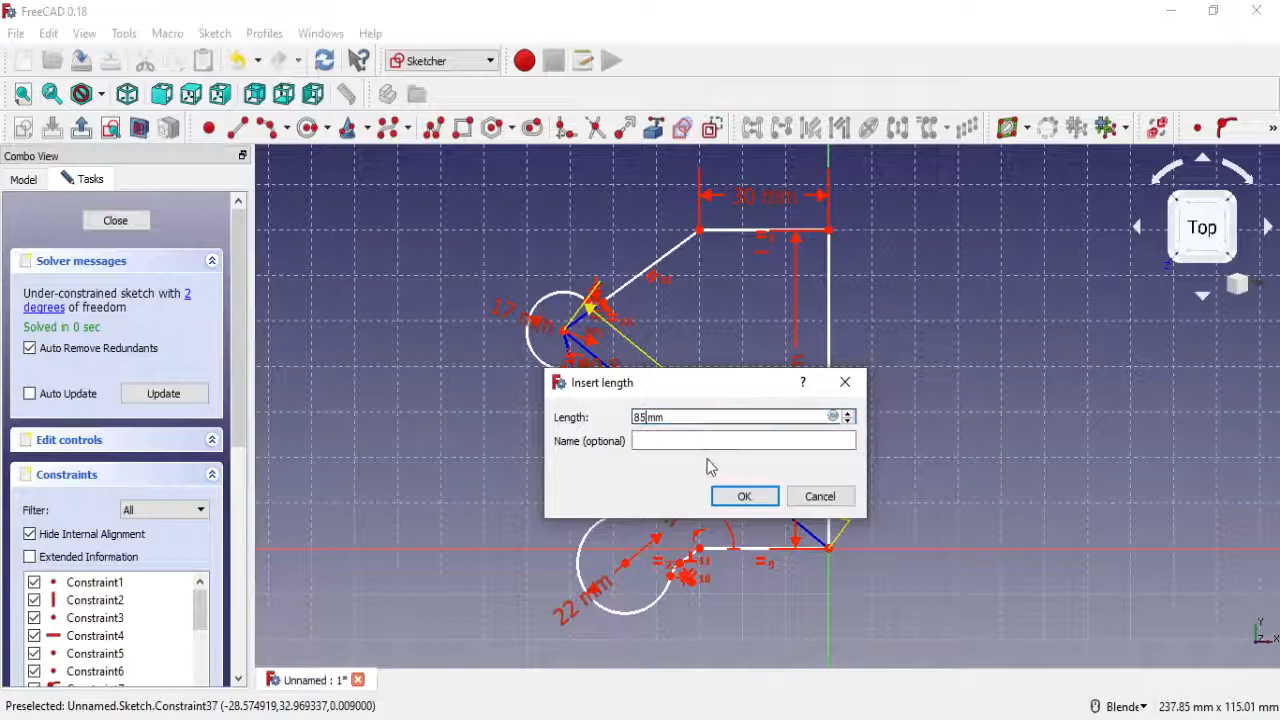 FreeCAD 0.18
File Edit View Tools Macro Sketch Profiles Windows Help
Sketcher
»
Combo View
Model Tasks
Close
Solver messages
Under-constrained sketch with 2 degrees of freedom
Solved in 0 sec
Auto Remove Redundants
Auto Update Update
Edit controls
Constraints
Filter: All
Hide Internal Alignment
Extended Information
Constraint1
Constraint2
Constraint3
Constraint4
Constraint5
Constraint6
30 mm
17 mm
22 mm
Top
Insert length
?
Length: 85 mm
Name (optional)
OK Cancel
Unnamed : 1*
Preselected: Unnamed.Sketch.Constraint37 (-28.574919,32.969337,0.009000)
Blende
237.85 mm x 115.01 mm